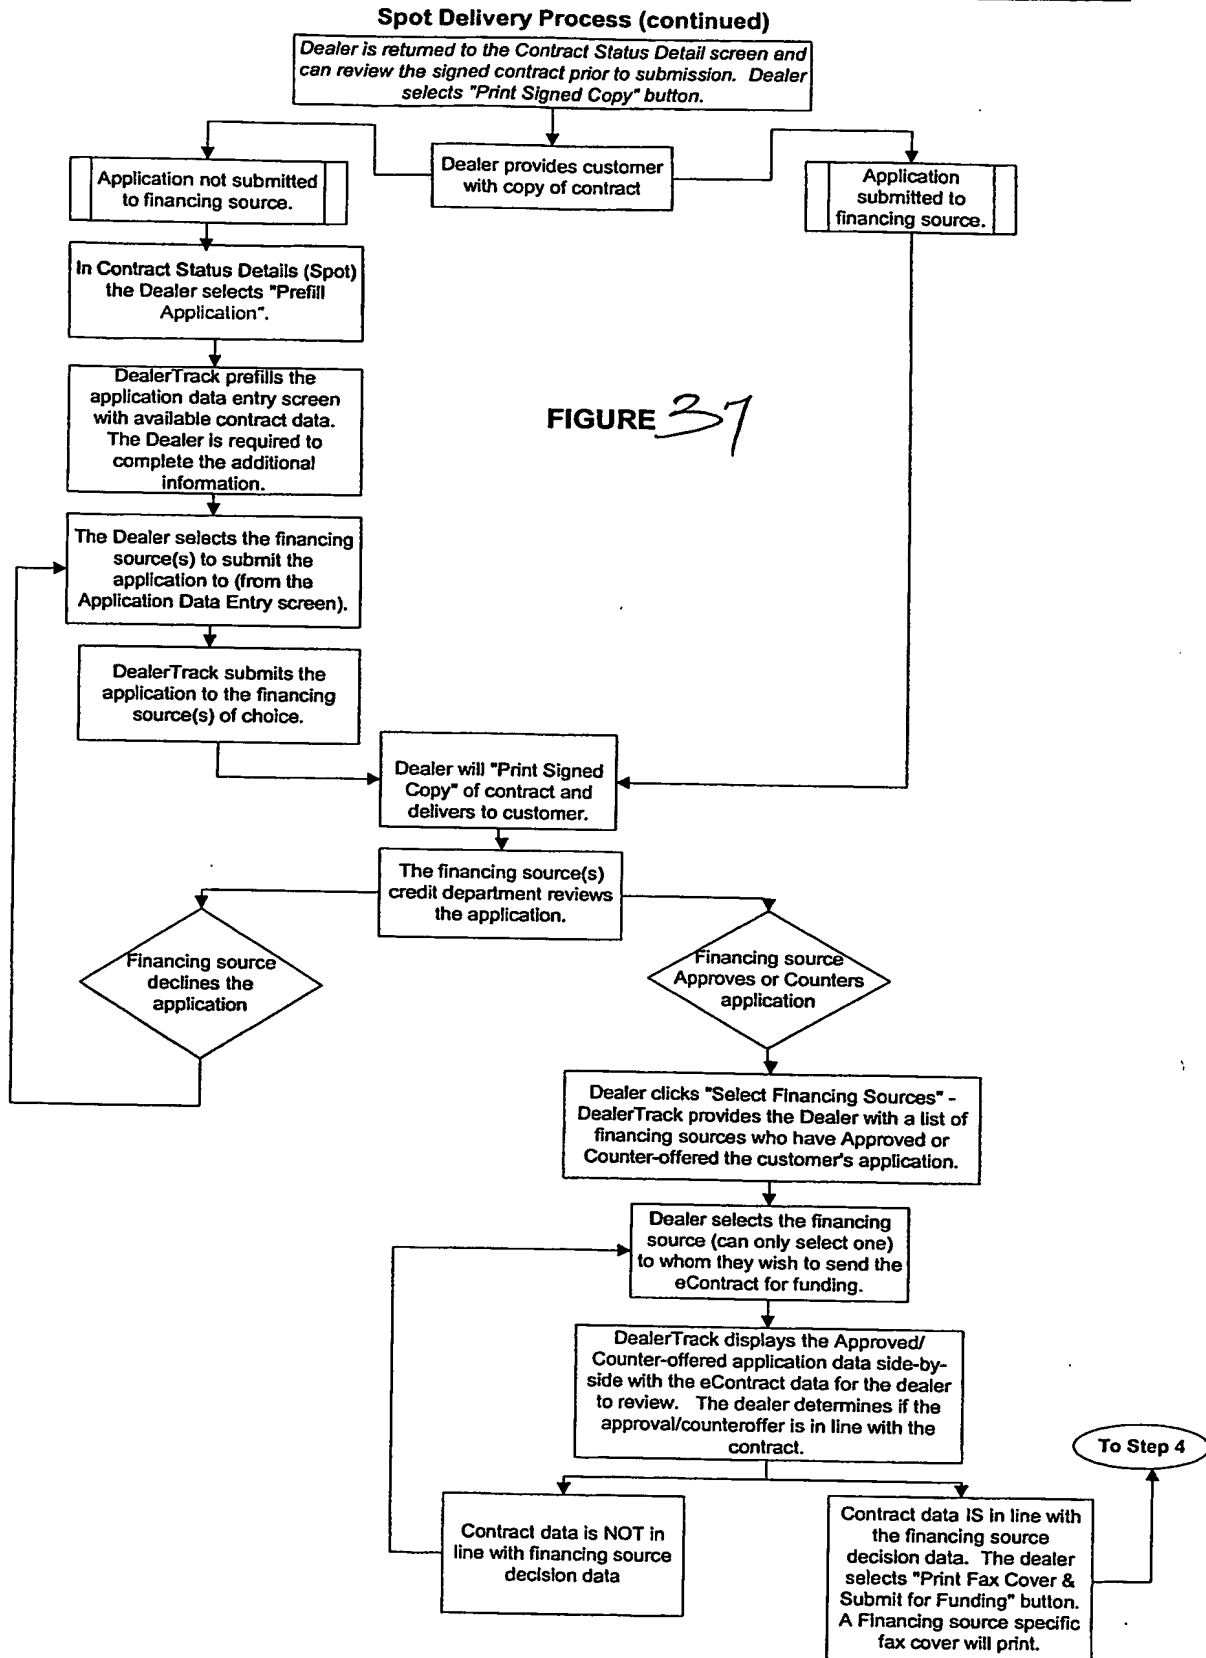 Spot Delivery Process (continued)
Dealer is returned to the Contract Status Detail screen and
can review the signed contract prior to submission. Dealer
selects "Print Signed Copy" button.
Dealer provides customer
with copy of contract
Application not submitted
to financing source.
Application
submitted to
financing source.
In Contract Status Details (Spot)
the Dealer selects "Prefill
Application".
DealerTrack prefills the
application data entry screen
with available contract data.
The Dealer is required to
complete the additional
information.
FIGURE 37
The Dealer selects the financing
source(s) to submit the
application to (from the
Application Data Entry screen).
DealerTrack submits the
application to the financing
source(s) of choice.
Dealer will "Print Signed
Copy" of contract and
delivers to customer.
The financing source(s)
credit department reviews
the application.
Financing source
declines the
application
Financing source
Approves or Counters
application
Dealer clicks "Select Financing Sources" -
DealerTrack provides the Dealer with a list of
financing sources who have Approved or
Counter-offered the customer's application.
Dealer selects the financing
source (can only select one)
to whom they wish to send the
eContract for funding.
DealerTrack displays the Approved/
Counter-offered application data side-by-
side with the eContract data for the dealer
to review. The dealer determines if the
approval/counteroffer is in line with the
contract.
To Step 4
Contract data is NOT in
line with financing source
decision data
Contract data IS in line with
the financing source
decision data. The dealer
selects "Print Fax Cover &
Submit for Funding" button.
A Financing source specific
fax cover will print.